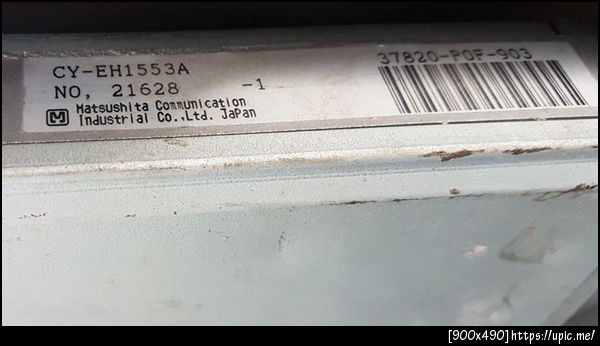 CY-EH1553A
NO, 21628 -1
Matsushita Communication
Industrial Co.,Ltd. JaPan
37820-P0F-903
[900x490]https://upic.me/